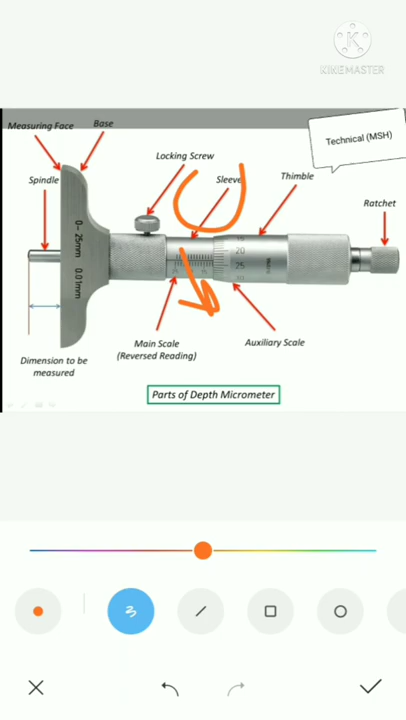 KINEMASTER
Technical (MSH)
Measuring Face
Base
Locking Screw
Spindle
Sleeve
Thimble
Ratchet
0- 25mm 0.01mm
20
Main Scale
(Reversed Reading)
Auxiliary Scale
Dimension to be
measured
Parts of Depth Micrometer